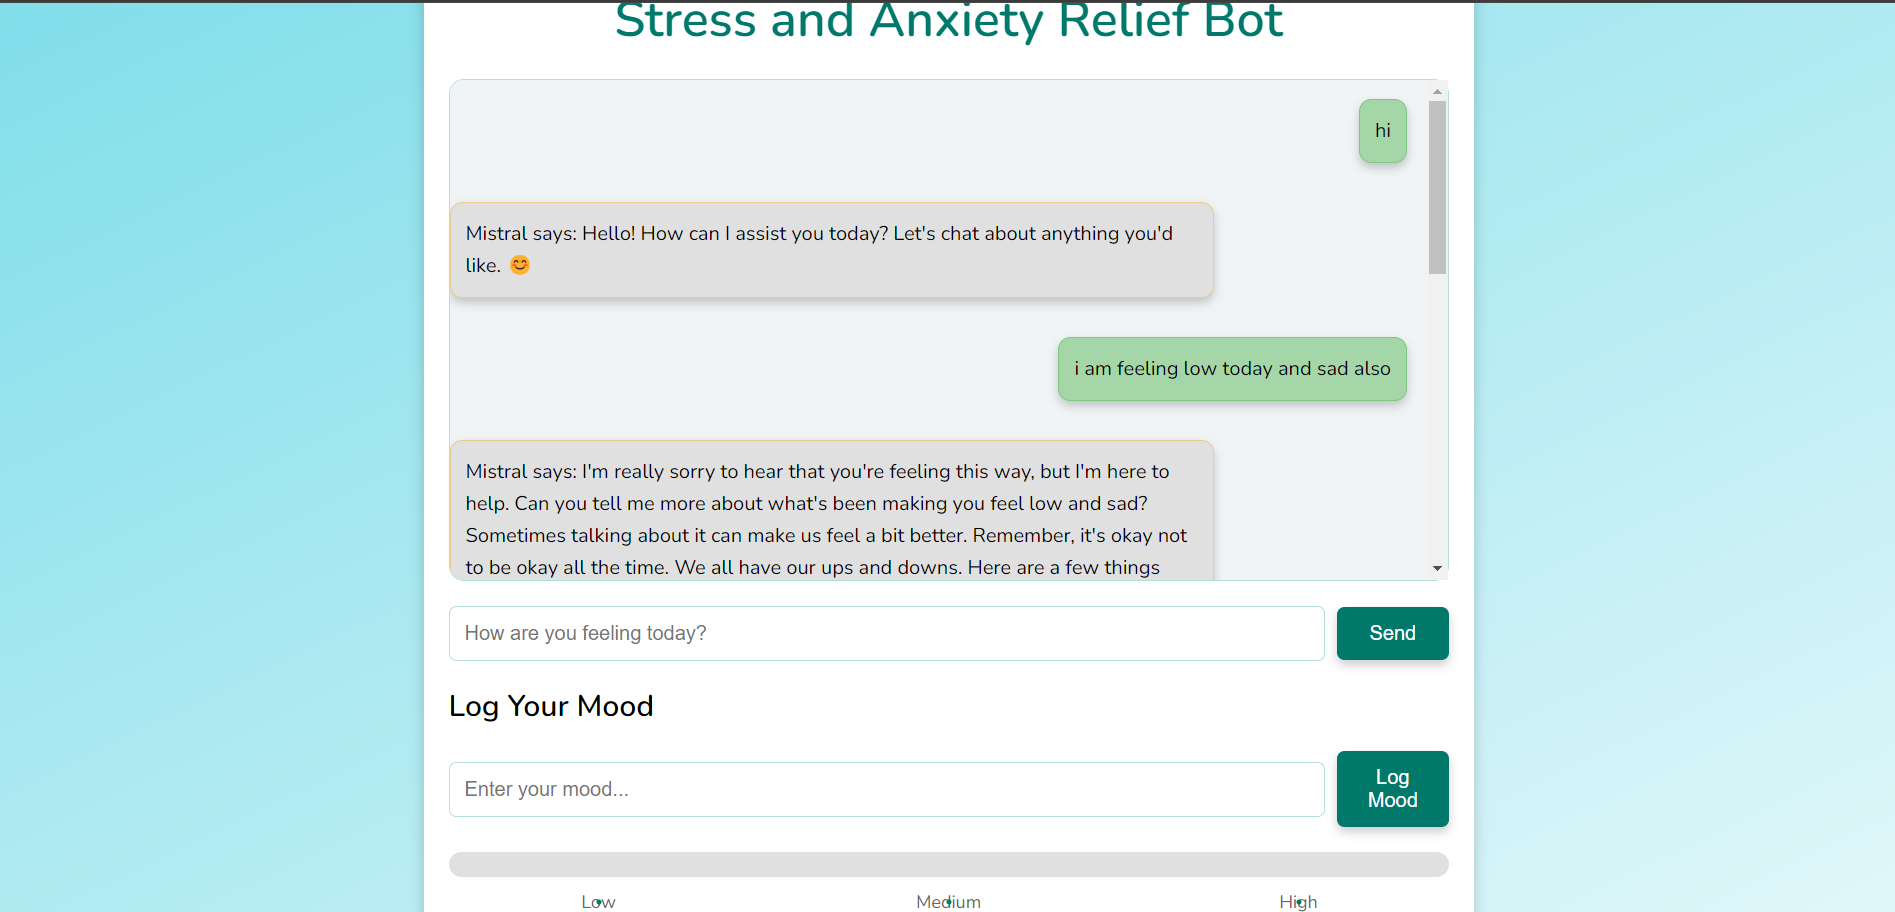 Stress and Anxiety Relief Bot
hi
Mistral says: Hello! How can I assist you today? Let's chat about anything you'd
like. 😊
i am feeling low today and sad also
Mistral says: I'm really sorry to hear that you're feeling this way, but I'm here to
help. Can you tell me more about what's been making you feel low and sad?
Sometimes talking about it can make us feel a bit better. Remember, it's okay not
to be okay all the time. We all have our ups and downs. Here are a few things
How are you feeling today?
Send
Log Your Mood
Enter your mood...
Log
Mood
Low
Medium
High